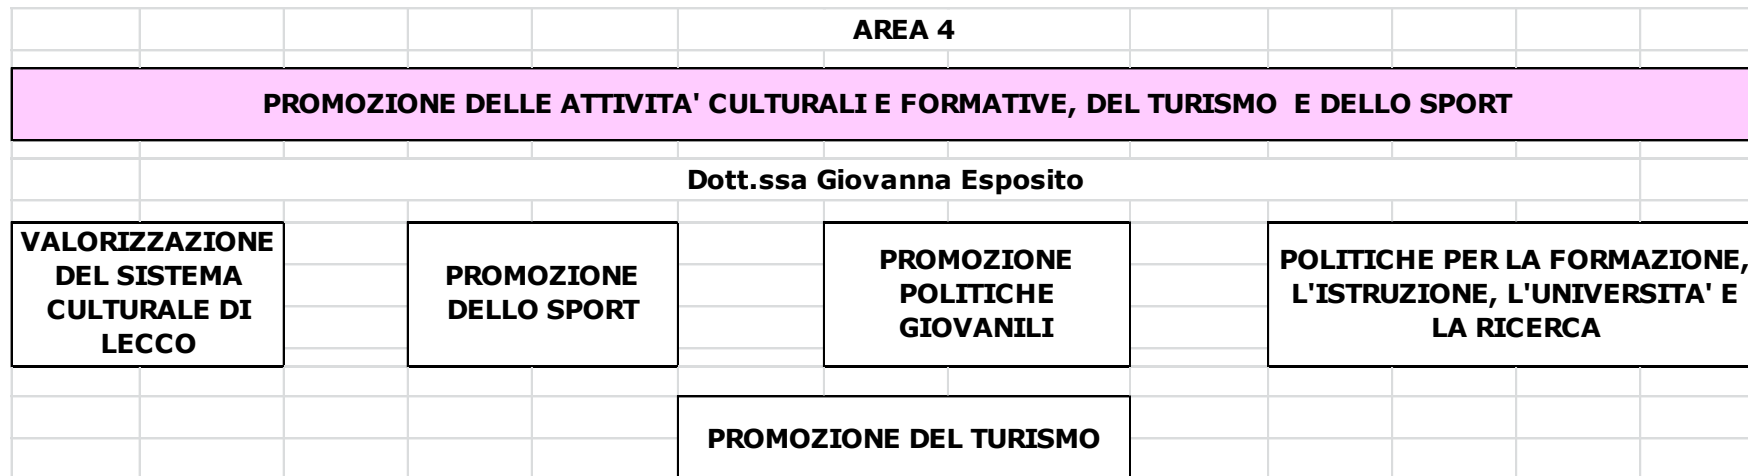 AREA 4
PROMOZIONE DELLE ATTIVITA' CULTURALI E FORMATIVE, DEL TURISMO E DELLO SPORT
Dott.ssa Giovanna Esposito
VALORIZZAZIONE
DEL SISTEMA
CULTURALE DI
LECCO
PROMOZIONE
DELLO SPORT
PROMOZIONE
POLITICHE
GIOVANILI
POLITICHE PER LA FORMAZIONE,
L'ISTRUZIONE, L'UNIVERSITA' E
LA RICERCA
PROMOZIONE DEL TURISMO